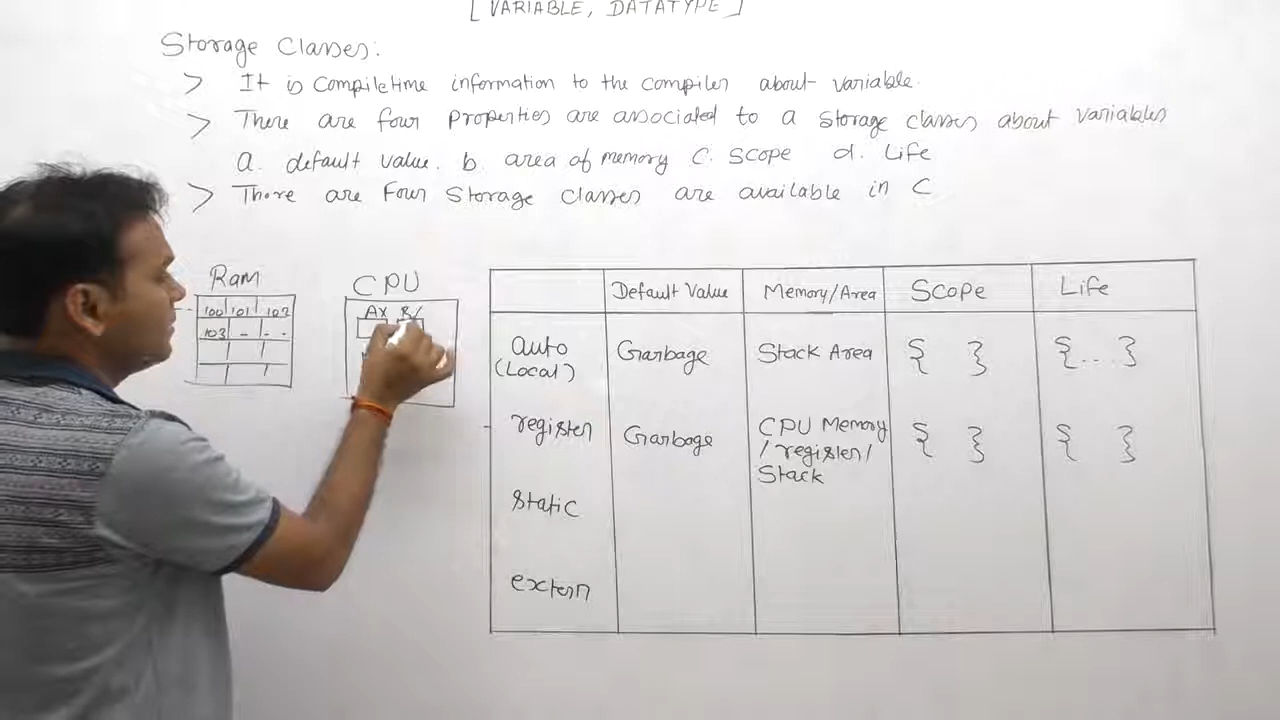 [ VARIABLE, DATATYPE ]
Storage Classes:
> It is Compiletime information to the compiler about variable.
> There are four properties are associated to a storage classes about variables
a. default value. b. area of memory C. Scope d. Life
> There are Four Storage Classes are available in C
Ram
100 101 102
103 - - -
CPU
AX
Default Value Memory/Area Scope Life
auto (Local) Garbage Stack Area { } {...}
register Garbage CPU Memory / register / Stack { } { }
static
extern